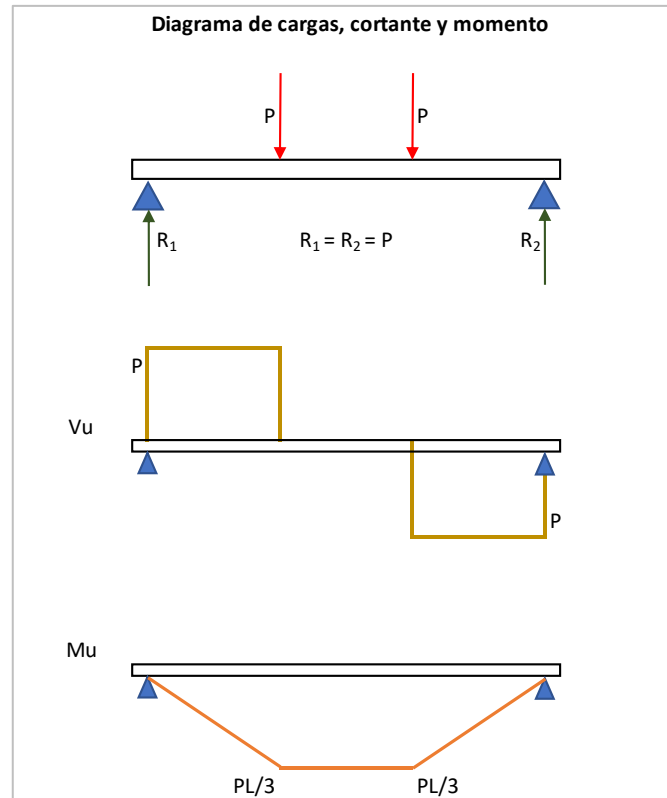 Diagrama de cargas, cortante y momento
P P
R₁ R₁ = R₂ = P R₂
P
Vu
P
Mu
PL/3 PL/3